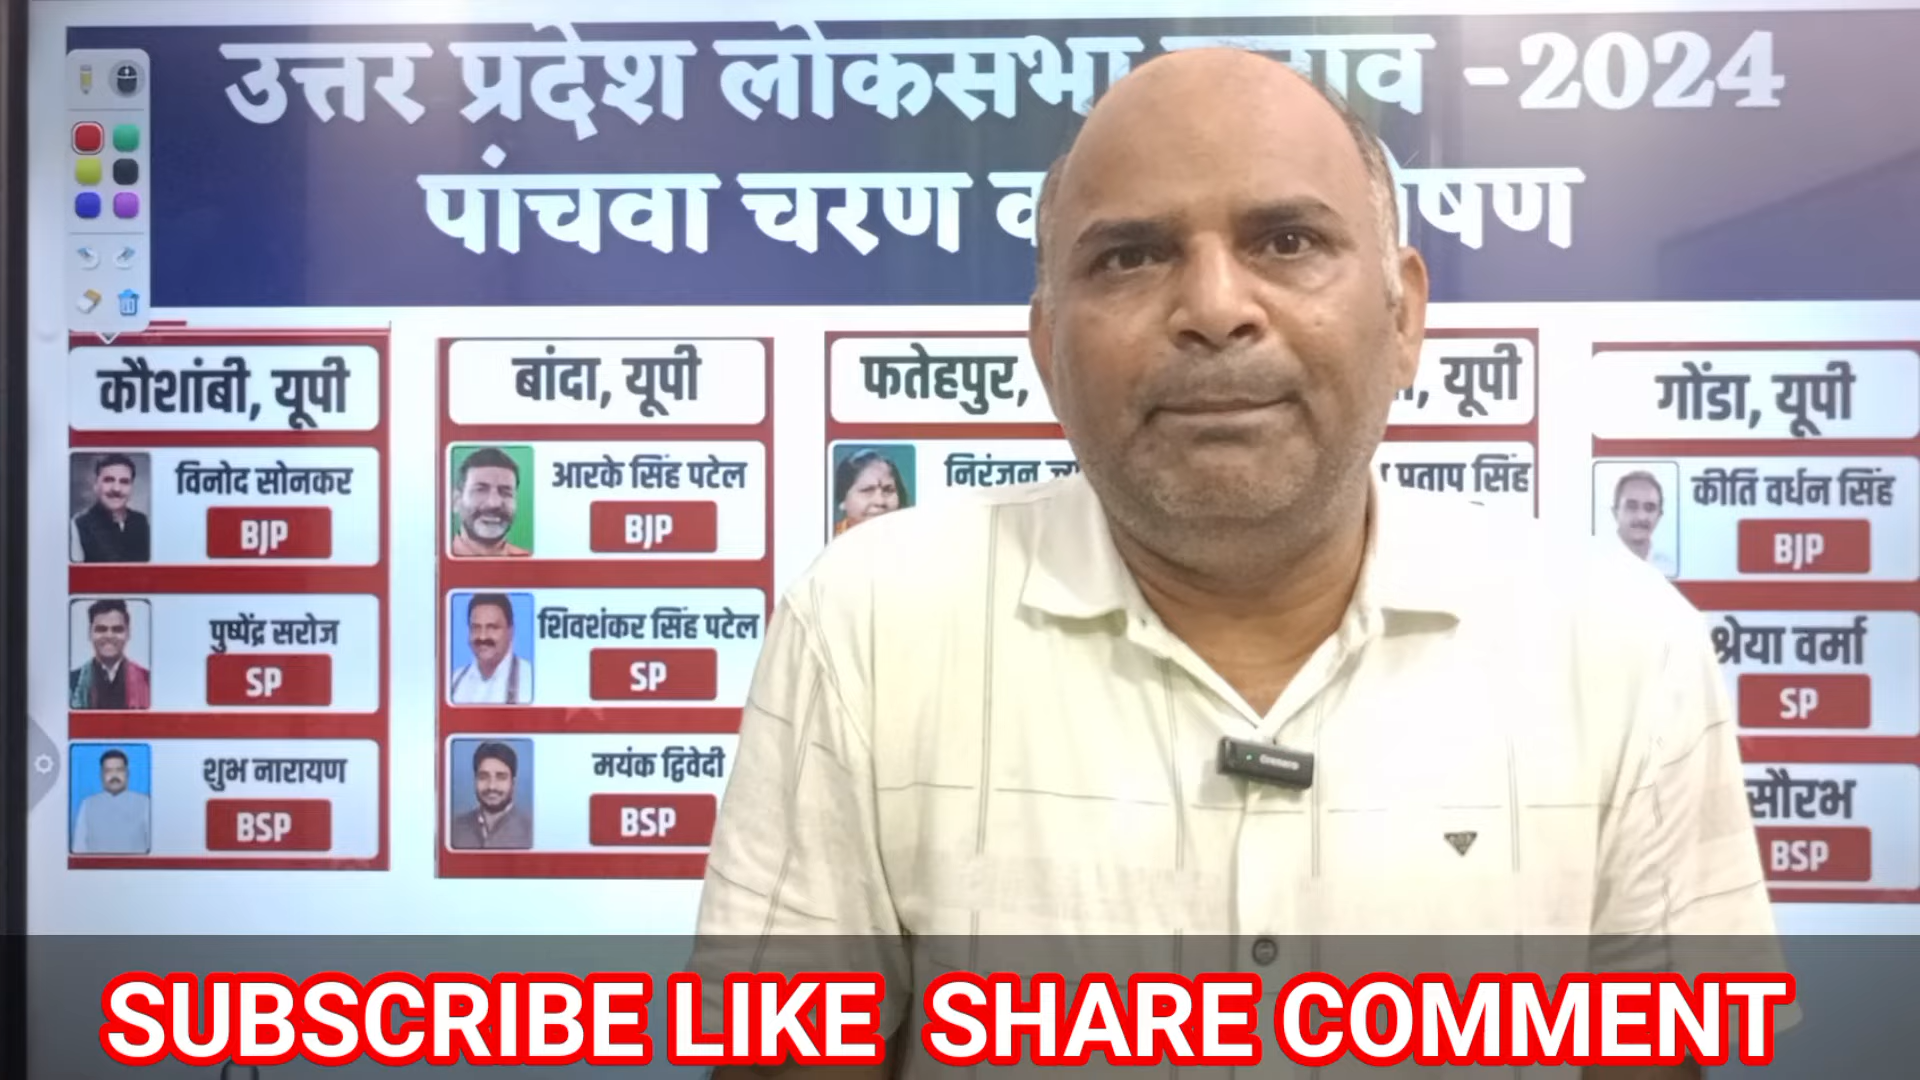 उत्तर प्रदेश लोकसभा -2024
पांचवा चरण
कौशांबी, यूपी
विनोद सोनकर
BJP
पुष्पेंद्र सरोज
SP
शुभ नारायण
BSP
बांदा, यूपी
आरके सिंह पटेल
BJP
शिवशंकर सिंह पटेल
SP
मयंक द्विवेदी
BSP
फतेहपुर,
निरंजन
यूपी
प्रताप सिंह
गोंडा, यूपी
कीर्ति वर्धन सिंह
BJP
श्रेया वर्मा
SP
सौरभ
BSP
SUBSCRIBE LIKE SHARE COMMENT